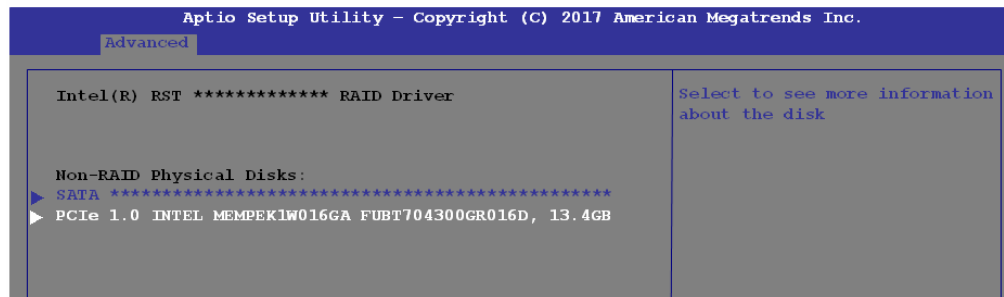 Aptio Setup Utility – Copyright (C) 2017 American Megatrends Inc.
Advanced
Intel(R) RST ************* RAID Driver
Select to see more information
about the disk
Non-RAID Physical Disks:
SATA ************************************************
PCIe 1.0 INTEL MEMPEK1W016GA FUBT704300GR016D, 13.4GB